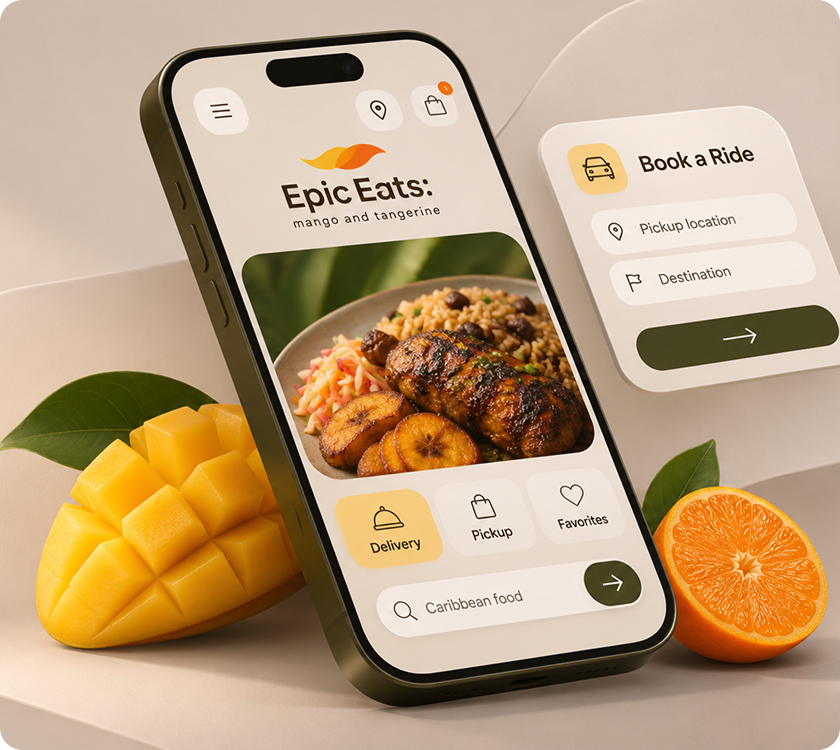 Epic Eats:
mango and tangerine
Delivery
Pickup
Favorites
Caribbean food
Book a Ride
Pickup location
Destination